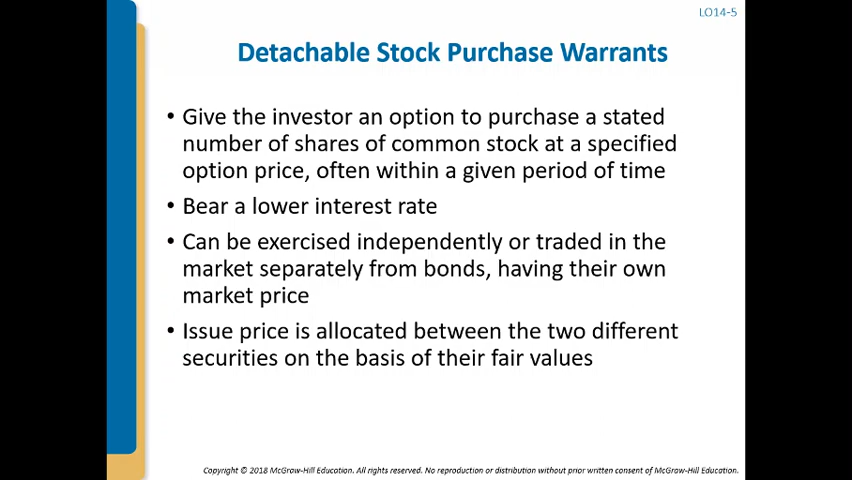 LO14-5
Detachable Stock Purchase Warrants
• Give the investor an option to purchase a stated
number of shares of common stock at a specified
option price, often within a given period of time
• Bear a lower interest rate
• Can be exercised independently or traded in the
market separately from bonds, having their own
market price
• Issue price is allocated between the two different
securities on the basis of their fair values
Copyright © 2018 McGraw-Hill Education. All rights reserved. No reproduction or distribution without prior written consent of McGraw-Hill Education.